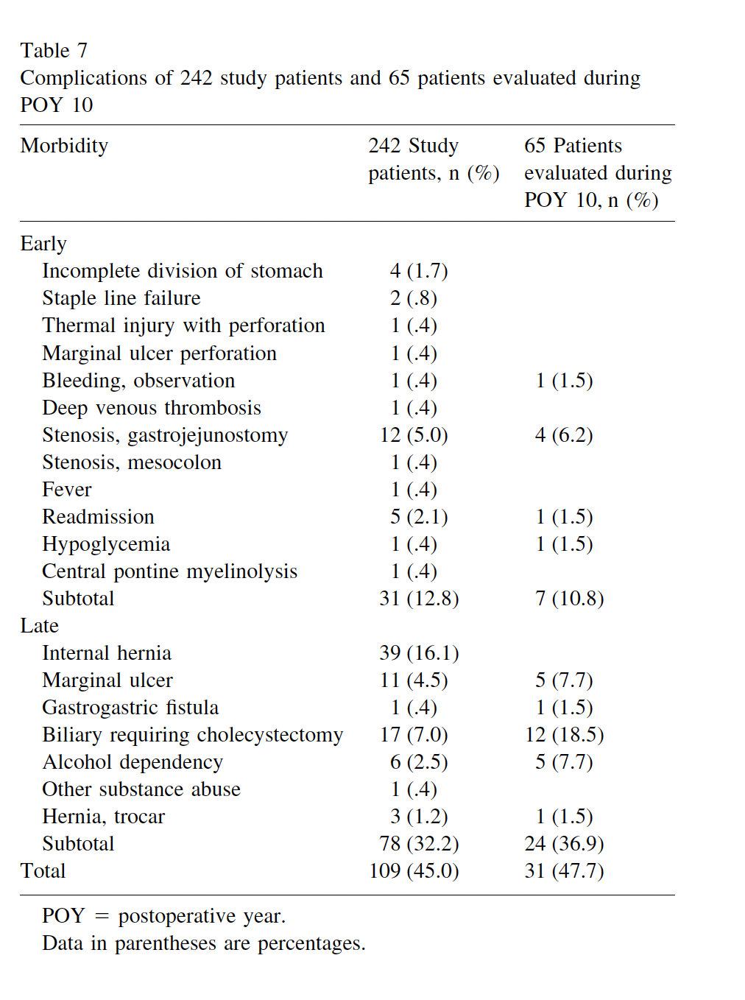 Table 7
Complications of 242 study patients and 65 patients evaluated during
POY 10
Morbidity 242 Study 65 Patients
patients, n (%) evaluated during
POY 10, n (%)
Early
Incomplete division of stomach 4 (1.7)
Staple line failure 2 (.8)
Thermal injury with perforation 1 (.4)
Marginal ulcer perforation 1 (.4)
Bleeding, observation 1 (.4) 1 (1.5)
Deep venous thrombosis 1 (.4)
Stenosis, gastrojejunostomy 12 (5.0) 4 (6.2)
Stenosis, mesocolon 1 (.4)
Fever 1 (.4)
Readmission 5 (2.1) 1 (1.5)
Hypoglycemia 1 (.4) 1 (1.5)
Central pontine myelinolysis 1 (.4)
Subtotal 31 (12.8) 7 (10.8)
Late
Internal hernia 39 (16.1)
Marginal ulcer 11 (4.5) 5 (7.7)
Gastrogastric fistula 1 (.4) 1 (1.5)
Biliary requiring cholecystectomy 17 (7.0) 12 (18.5)
Alcohol dependency 6 (2.5) 5 (7.7)
Other substance abuse 1 (.4)
Hernia, trocar 3 (1.2) 1 (1.5)
Subtotal 78 (32.2) 24 (36.9)
Total 109 (45.0) 31 (47.7)
POY = postoperative year.
Data in parentheses are percentages.